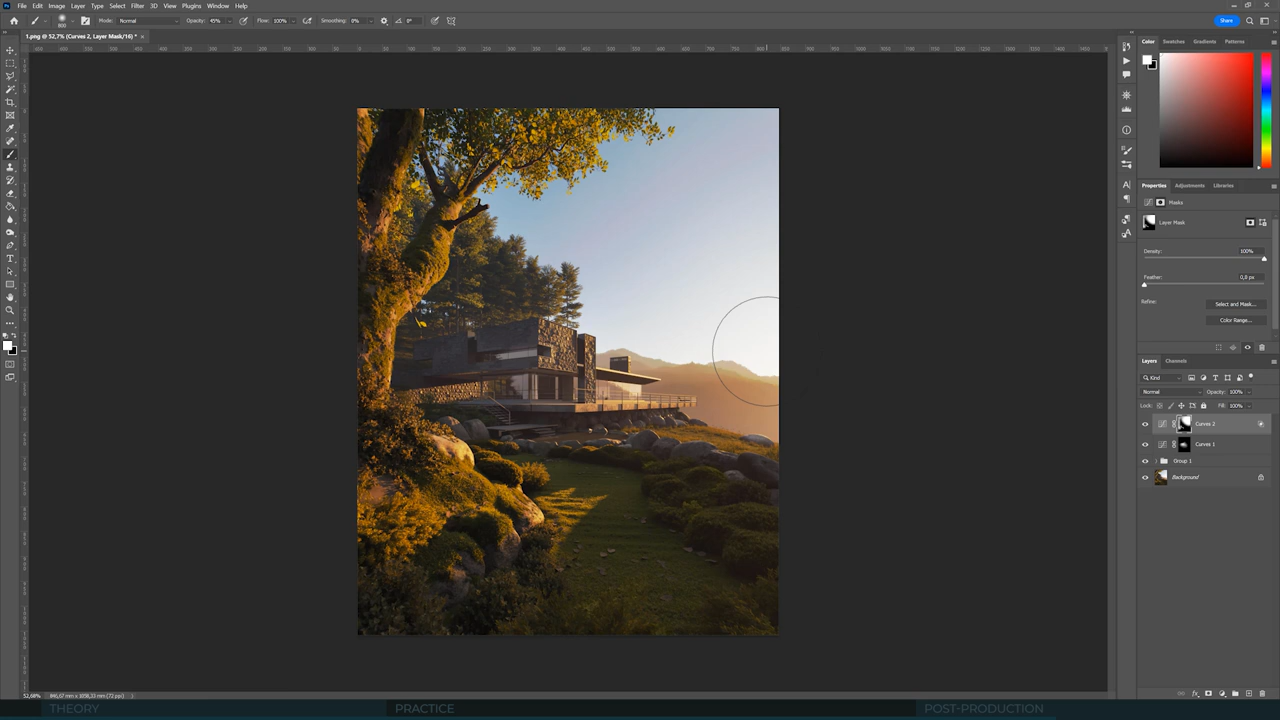 File Edit Image Layer Type Select Filter 3D View Plugins Window Help
800 Mode: Normal Opacity: 45% Flow: 100% Smoothing: 0% 0° Share
1.png @ 52,7% (Curves 2, Layer Mask/16) *
Color Swatches Gradients Patterns
Properties Adjustments Libraries
Masks
Layer Mask
Density: 100%
Feather: 0,0 px
Refine: Select and Mask...
Color Range...
Layers Channels
Kind
Normal Opacity: 100%
Lock: Fill: 100%
Curves 2
Curves 1
Group 1
Background
THEORY PRACTICE POST-PRODUCTION